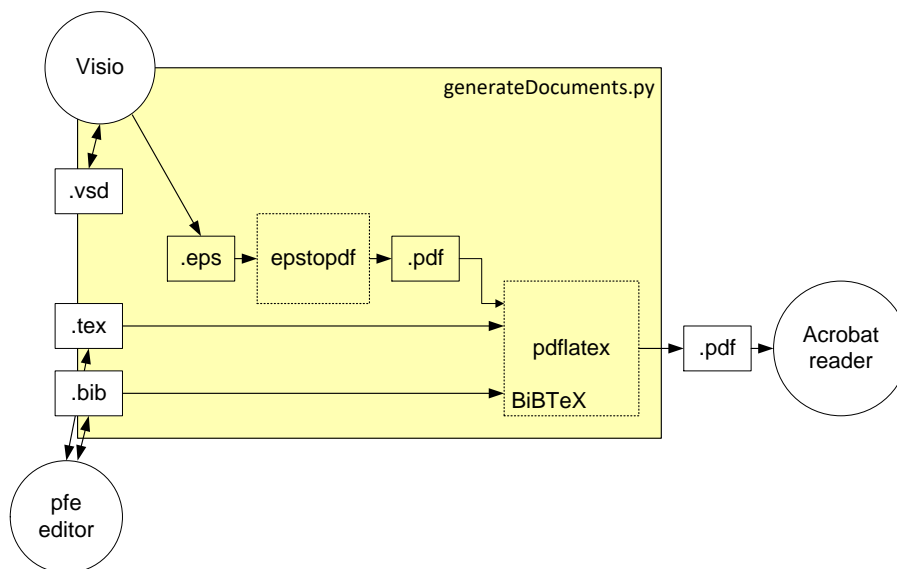 Visio
generateDocuments.py
.vsd
.eps
epstopdf
.pdf
.tex
pdflatex
.pdf
Acrobat
reader
.bib
BiBTeX
pfe
editor